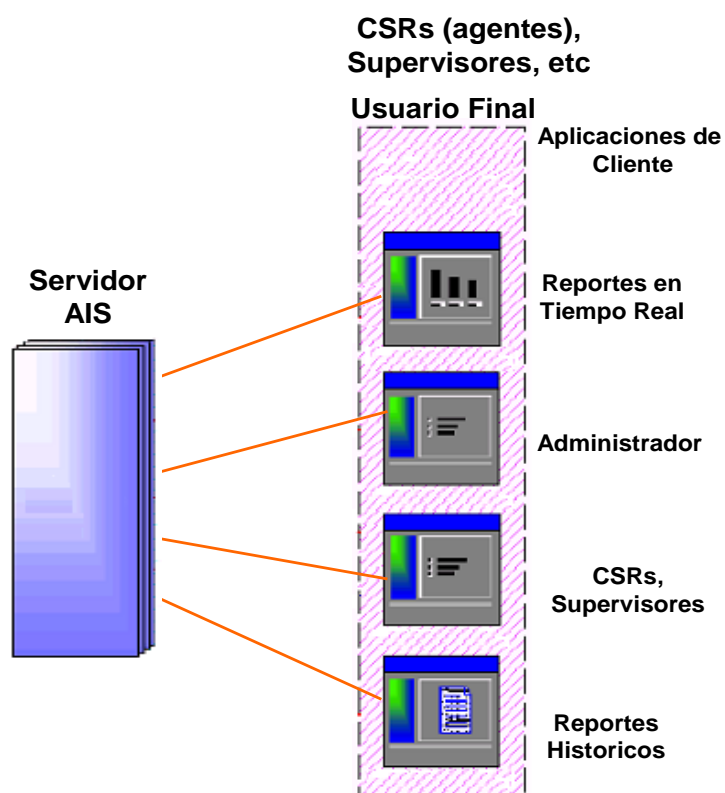 CSRs (agentes),
Supervisores, etc
Usuario Final
Aplicaciones de
Cliente
Servidor
AIS
Reportes en
Tiempo Real
Administrador
CSRs,
Supervisores
Reportes
Historicos